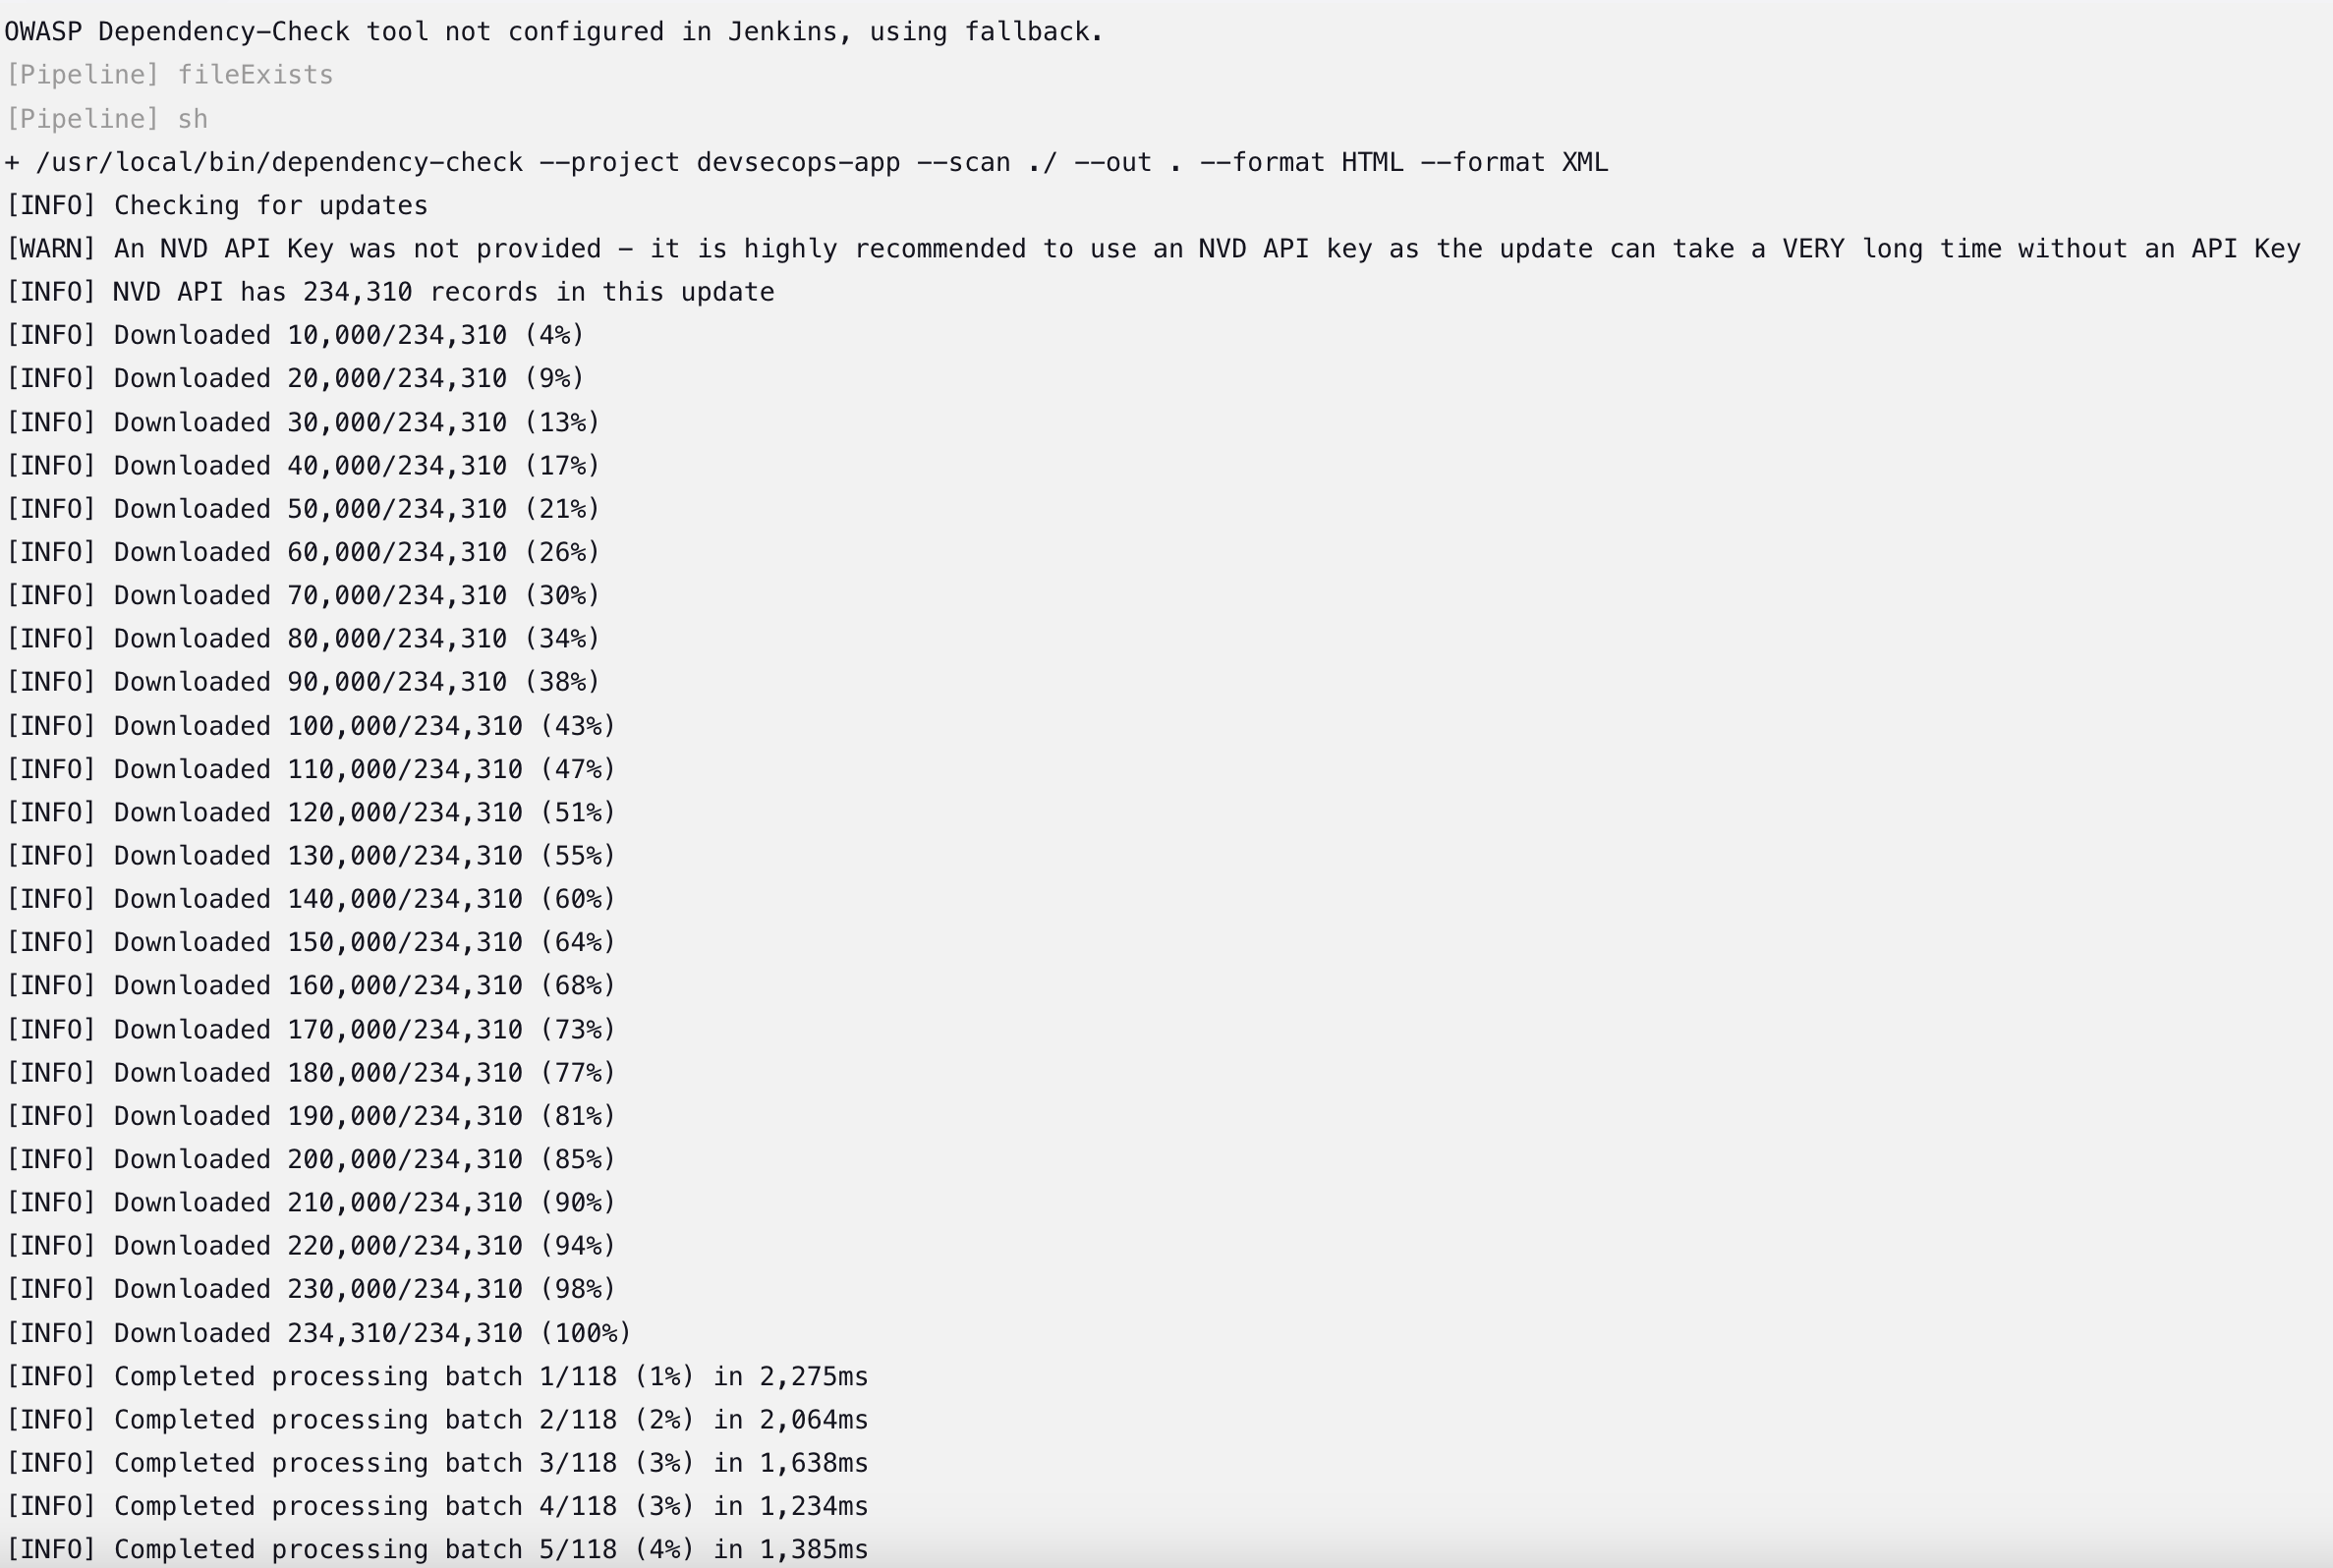 OWASP Dependency-Check tool not configured in Jenkins, using fallback.
[Pipeline] fileExists
[Pipeline] sh
+ /usr/local/bin/dependency-check --project devsecops-app --scan ./ --out . --format HTML --format XML
[INFO] Checking for updates
[WARN] An NVD API Key was not provided - it is highly recommended to use an NVD API key as the update can take a VERY long time without an API Key
[INFO] NVD API has 234,310 records in this update
[INFO] Downloaded 10,000/234,310 (4%)
[INFO] Downloaded 20,000/234,310 (9%)
[INFO] Downloaded 30,000/234,310 (13%)
[INFO] Downloaded 40,000/234,310 (17%)
[INFO] Downloaded 50,000/234,310 (21%)
[INFO] Downloaded 60,000/234,310 (26%)
[INFO] Downloaded 70,000/234,310 (30%)
[INFO] Downloaded 80,000/234,310 (34%)
[INFO] Downloaded 90,000/234,310 (38%)
[INFO] Downloaded 100,000/234,310 (43%)
[INFO] Downloaded 110,000/234,310 (47%)
[INFO] Downloaded 120,000/234,310 (51%)
[INFO] Downloaded 130,000/234,310 (55%)
[INFO] Downloaded 140,000/234,310 (60%)
[INFO] Downloaded 150,000/234,310 (64%)
[INFO] Downloaded 160,000/234,310 (68%)
[INFO] Downloaded 170,000/234,310 (73%)
[INFO] Downloaded 180,000/234,310 (77%)
[INFO] Downloaded 190,000/234,310 (81%)
[INFO] Downloaded 200,000/234,310 (85%)
[INFO] Downloaded 210,000/234,310 (90%)
[INFO] Downloaded 220,000/234,310 (94%)
[INFO] Downloaded 230,000/234,310 (98%)
[INFO] Downloaded 234,310/234,310 (100%)
[INFO] Completed processing batch 1/118 (1%) in 2,275ms
[INFO] Completed processing batch 2/118 (2%) in 2,064ms
[INFO] Completed processing batch 3/118 (3%) in 1,638ms
[INFO] Completed processing batch 4/118 (3%) in 1,234ms
[INFO] Completed processing batch 5/118 (4%) in 1,385ms